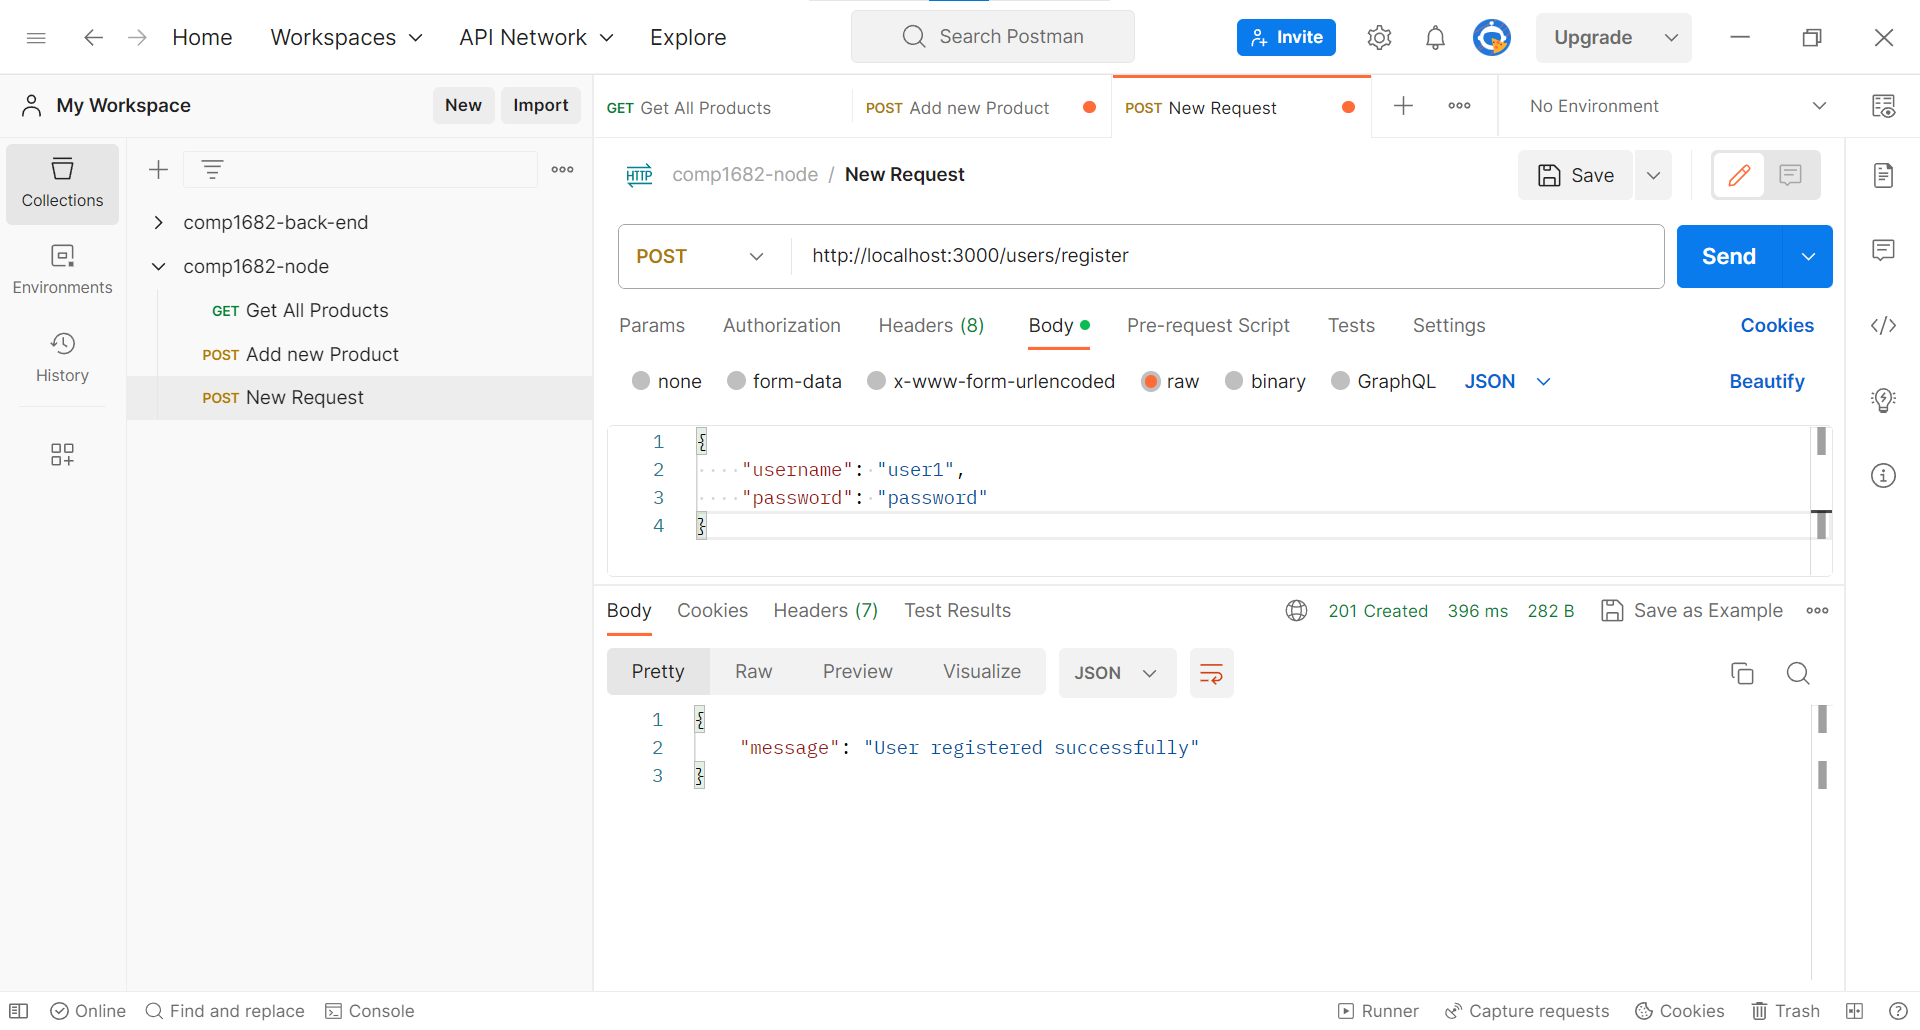 Home Workspaces API Network Explore Search Postman Invite Upgrade
My Workspace New Import GET Get All Products POST Add new Product POST New Request No Environment
Collections
Environments
History
comp1682-back-end
comp1682-node
GET Get All Products
POST Add new Product
POST New Request
HTTP comp1682-node / New Request Save
POST http://localhost:3000/users/register Send
Params Authorization Headers (8) Body Pre-request Script Tests Settings Cookies
none form-data x-www-form-urlencoded raw binary GraphQL JSON Beautify
1 {
2 ···· "username":·"user1",
3 ···· "password":·"password"
4 }
Body Cookies Headers (7) Test Results 201 Created 396 ms 282 B Save as Example
Pretty Raw Preview Visualize JSON
1 {
2 "message": "User registered successfully"
3 }
Online Find and replace Console Runner Capture requests Cookies Trash